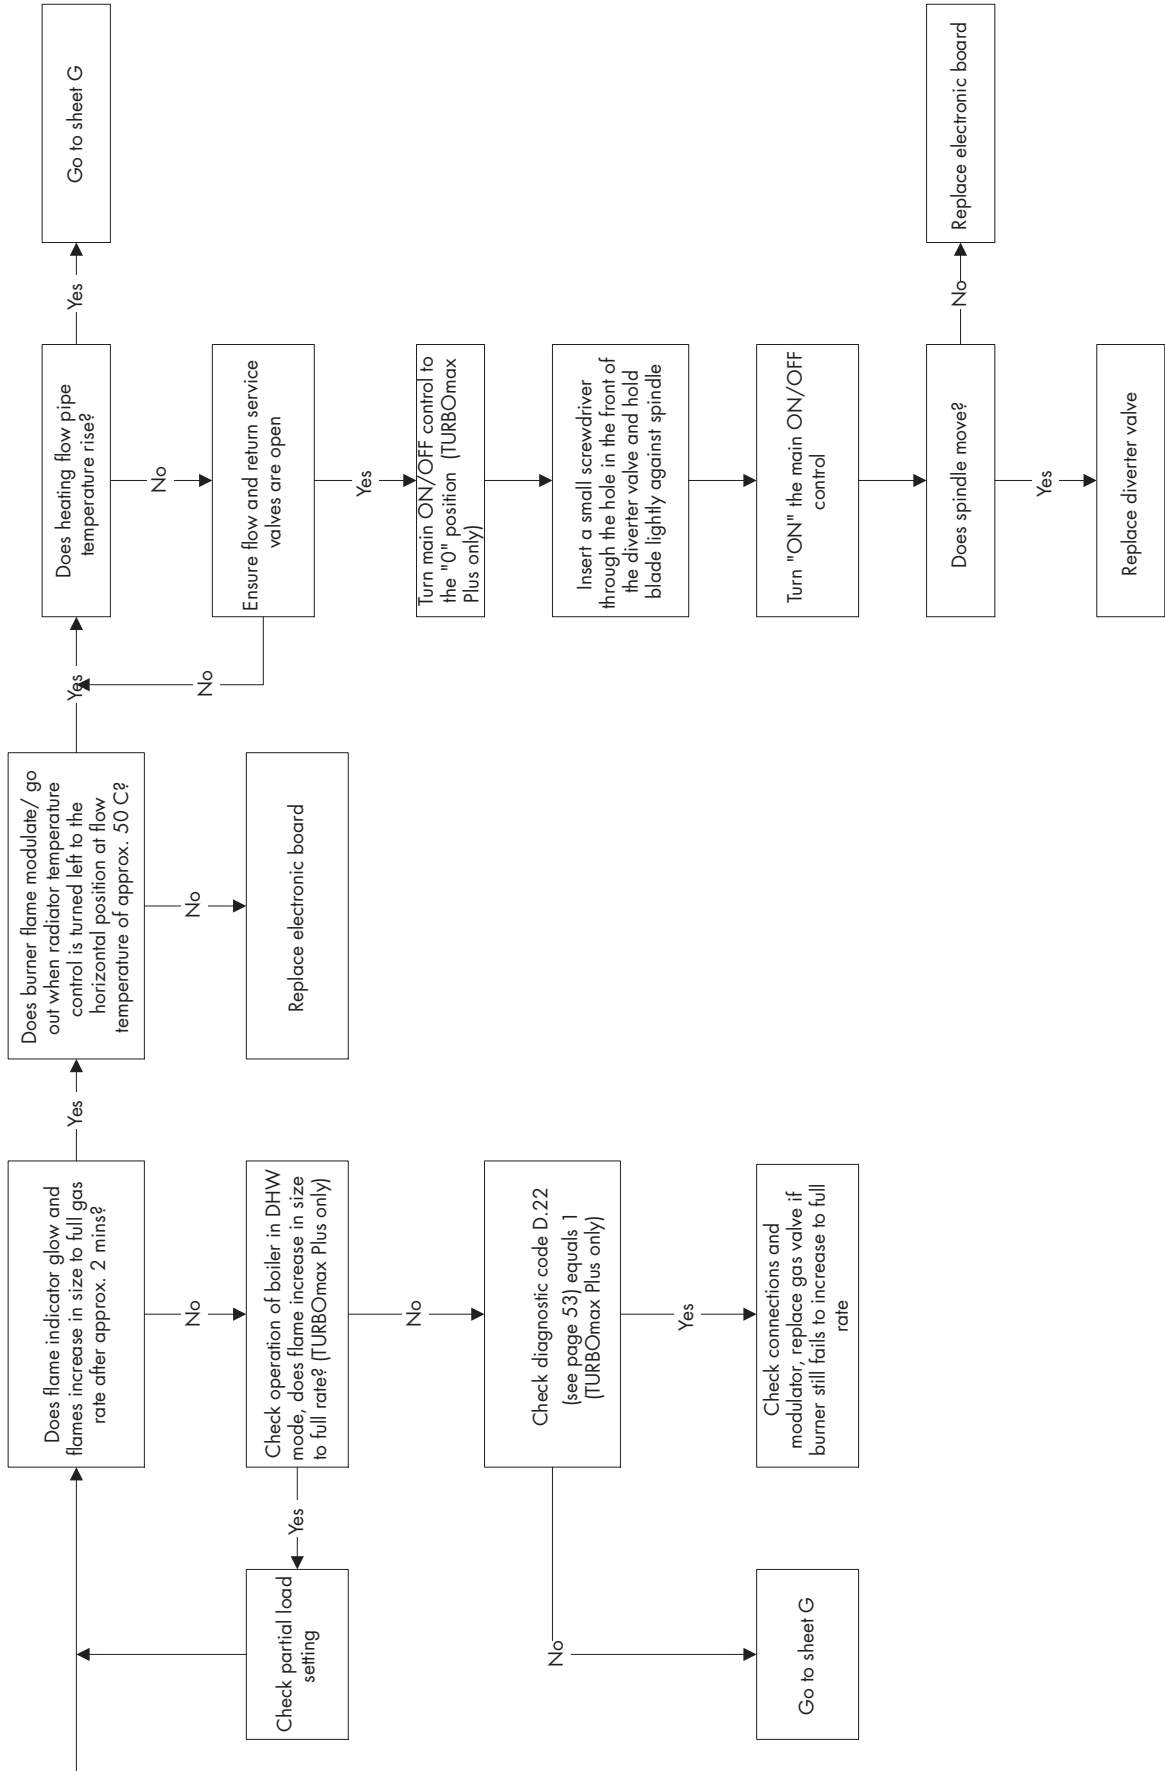 Does flame indicator glow and
flames increase in size to full gas
rate after approx. 2 mins?
Yes
No
Check operation of boiler in DHW
mode, does flame increase in size
to full rate? (TURBOmax Plus only)
Yes
Check partial load
setting
No
Check diagnostic code D.22
(see page 53) equals 1
(TURBOmax Plus only)
No
Go to sheet G
Yes
Check connections and
modulator, replace gas valve if
burner still fails to increase to full
rate
Does burner flame modulate/ go
out when radiator temperature
control is turned left to the
horizontal position at flow
temperature of approx. 50 C?
Yes
No
Replace electronic board
Does heating flow pipe
temperature rise?
Yes
Go to sheet G
No
Ensure flow and return service
valves are open
No
Yes
Turn main ON/OFF control to
the "0" position (TURBOmax
Plus only)
Insert a small screwdriver
through the hole in the front of
the diverter valve and hold
blade lightly against spindle
Turn "ON" the main ON/OFF
control
Does spindle move?
No
Replace electronic board
Yes
Replace diverter valve